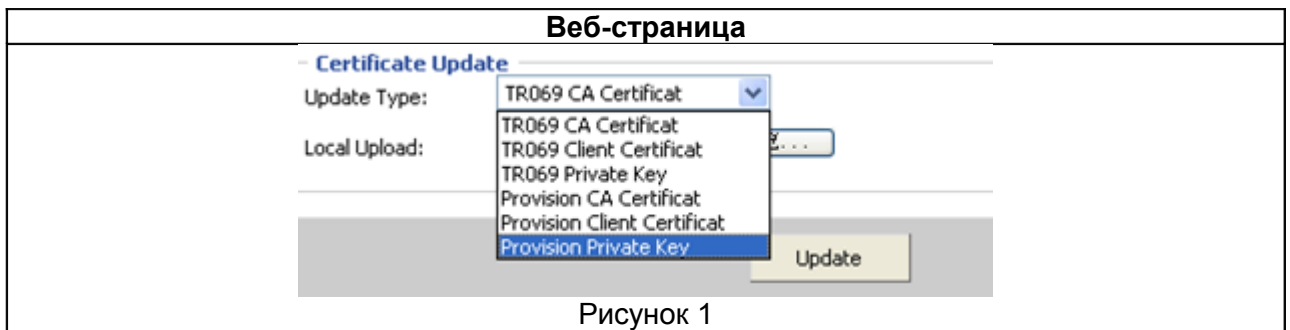 Веб-страница
Certificate Update
Update Type:
TR069 CA Certificat
TR069 CA Certificat
TR069 Client Certificat
Local Upload:
...
TR069 Private Key
Provision CA Certificat
Provision Client Certificat
Provision Private Key
Update
Рисунок 1